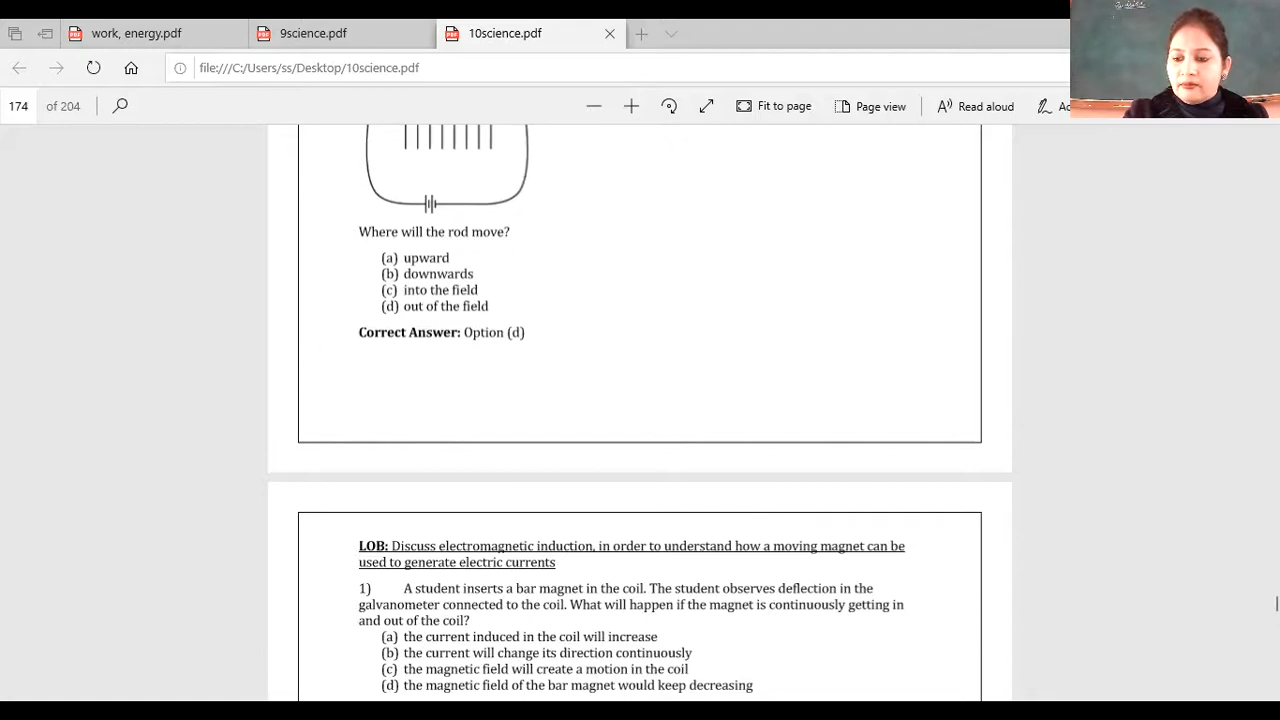 work, energy.pdf
9science.pdf
10science.pdf
file:///C:/Users/ss/Desktop/10science.pdf
174 of 204
Fit to page
Page view
Read aloud
Where will the rod move?
(a) upward
(b) downwards
(c) into the field
(d) out of the field
Correct Answer: Option (d)
LOB: Discuss electromagnetic induction, in order to understand how a moving magnet can be
used to generate electric currents
1) A student inserts a bar magnet in the coil. The student observes deflection in the
galvanometer connected to the coil. What will happen if the magnet is continuously getting in
and out of the coil?
(a) the current induced in the coil will increase
(b) the current will change its direction continuously
(c) the magnetic field will create a motion in the coil
(d) the magnetic field of the bar magnet would keep decreasing